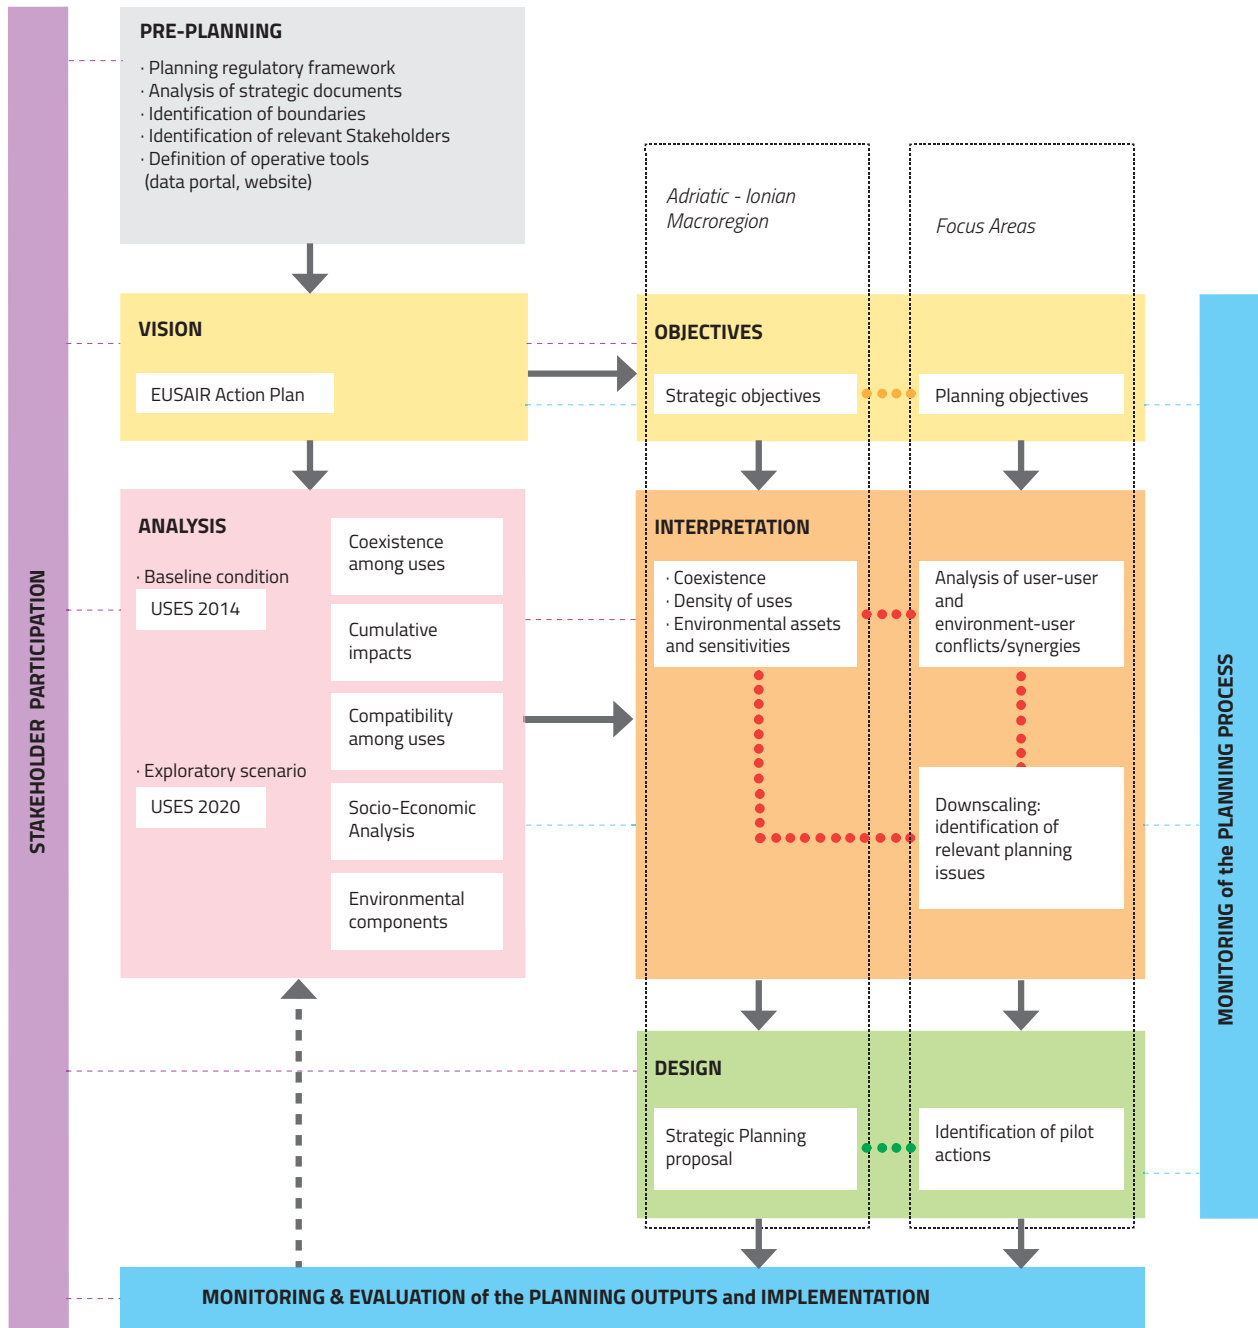 STAKEHOLDER PARTICIPATION
PRE-PLANNING
· Planning regulatory framework
· Analysis of strategic documents
· Identification of boundaries
· Identification of relevant Stakeholders
· Definition of operative tools
(data portal, website)
Adriatic - Ionian
Macroregion
Focus Areas
VISION
EUSAIR Action Plan
OBJECTIVES
Strategic objectives
Planning objectives
ANALYSIS
· Baseline condition
USES 2014
· Exploratory scenario
USES 2020
Coexistence
among uses
Cumulative
impacts
Compatibility
among uses
Socio-Economic
Analysis
Environmental
components
INTERPRETATION
· Coexistence
· Density of uses
· Environmental assets
and sensitivities
Analysis of user-user
and
environment-user
conflicts/synergies
Downscaling:
identification of
relevant planning
issues
DESIGN
Strategic Planning
proposal
Identification of pilot
actions
MONITORING of the PLANNING PROCESS
MONITORING & EVALUATION of the PLANNING OUTPUTS and IMPLEMENTATION